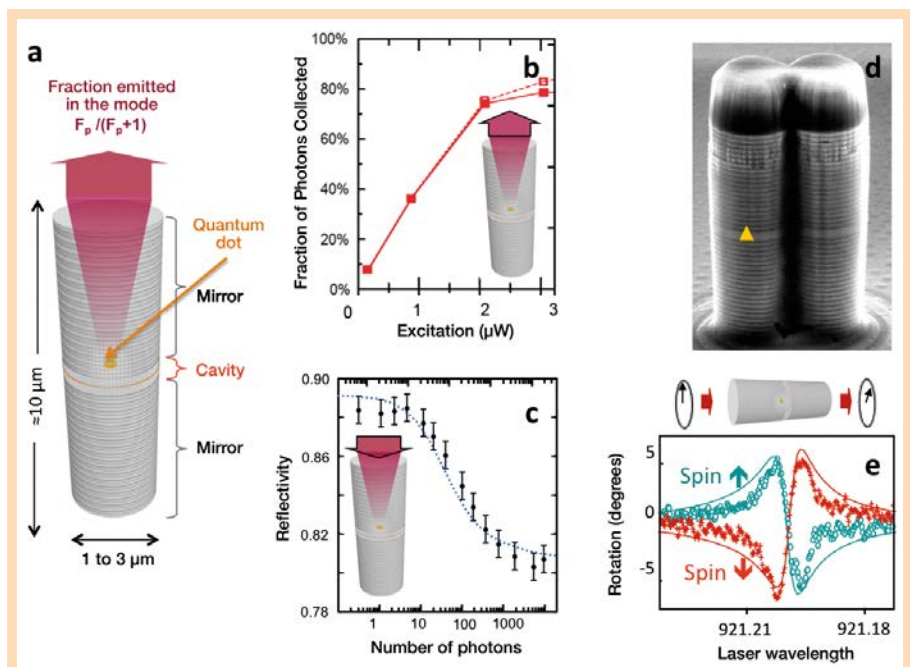 a
Fraction emitted
in the mode
Fₚ /(Fₚ+1)
Quantum
dot
Mirror
Cavity
Mirror
≈10 µm
1 to 3 µm
b
Fraction of Photons Collected
100%
80%
60%
40%
20%
0%
0 1 2 3
Excitation (µW)
c
Reflectivity
0.90
0.86
0.82
0.78
1 10 100 1000
Number of photons
d
e
Rotation (degrees)
5
0
-5
Spin
Spin
921.21 921.18
Laser wavelength